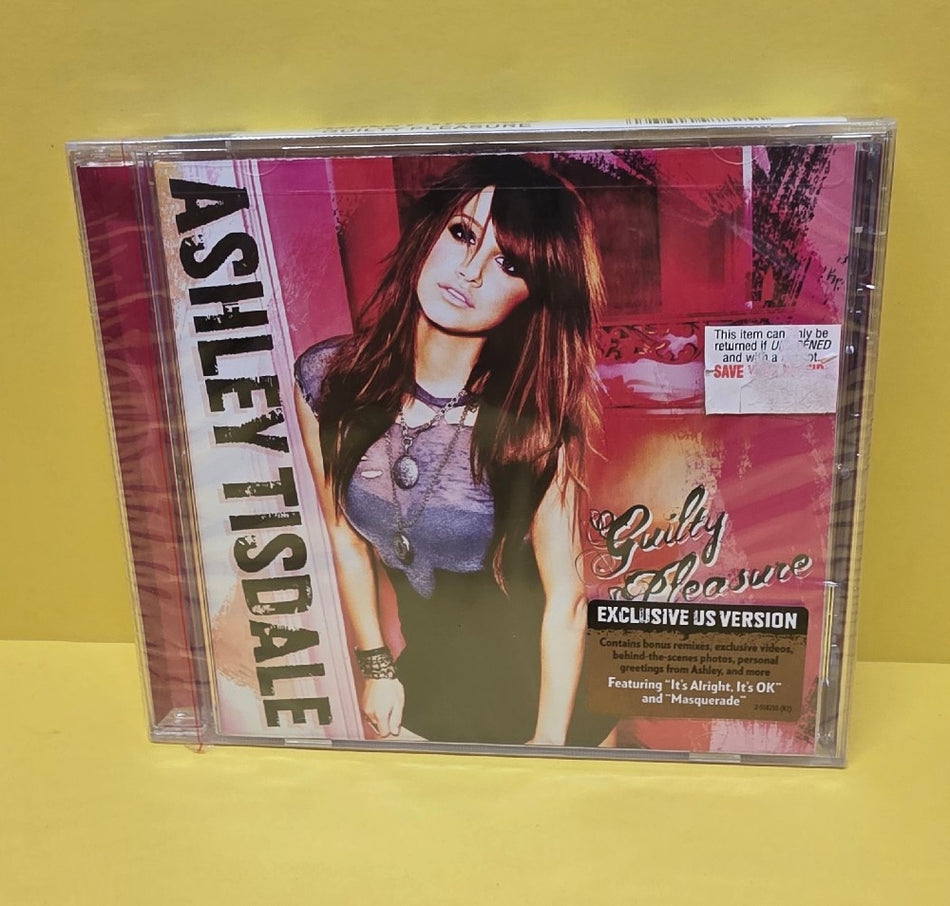 GUILTY PLEASURE
ASHLEY TISDALE
This item can only be
returned if
and with a
SAVE
Guilty
Pleasure
EXCLUSIVE US VERSION
Contains bonus remixes, exclusive videos,
behind-the-scenes photos, personal
greetings from Ashley, and more
Featuring "It's Alright, It's OK"
and "Masquerade"